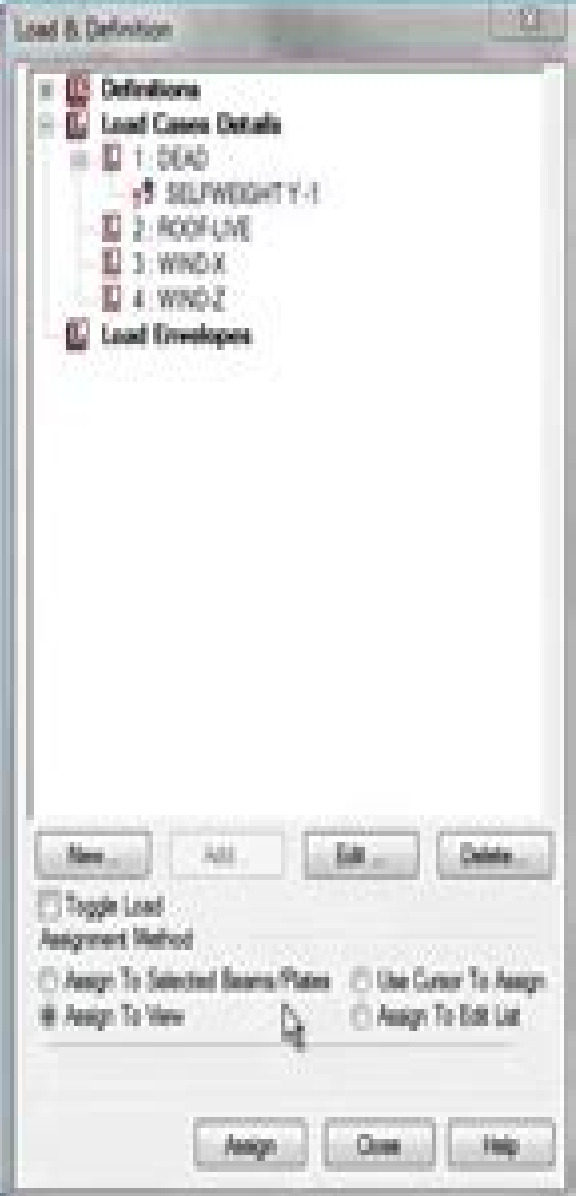 Load & Definition
Definitions
Load Cases Details
1 : DEAD
SELFWEIGHT Y -1
2 : ROOF-LIVE
3 : WIND-X
4 : WIND-Z
Load Envelopes
New... Add... Edit ... Delete...
Toggle Load
Assignment Method
Assign To Selected Beams/Plates Use Cursor To Assign
Assign To View Assign To Edit List
Assign Close Help